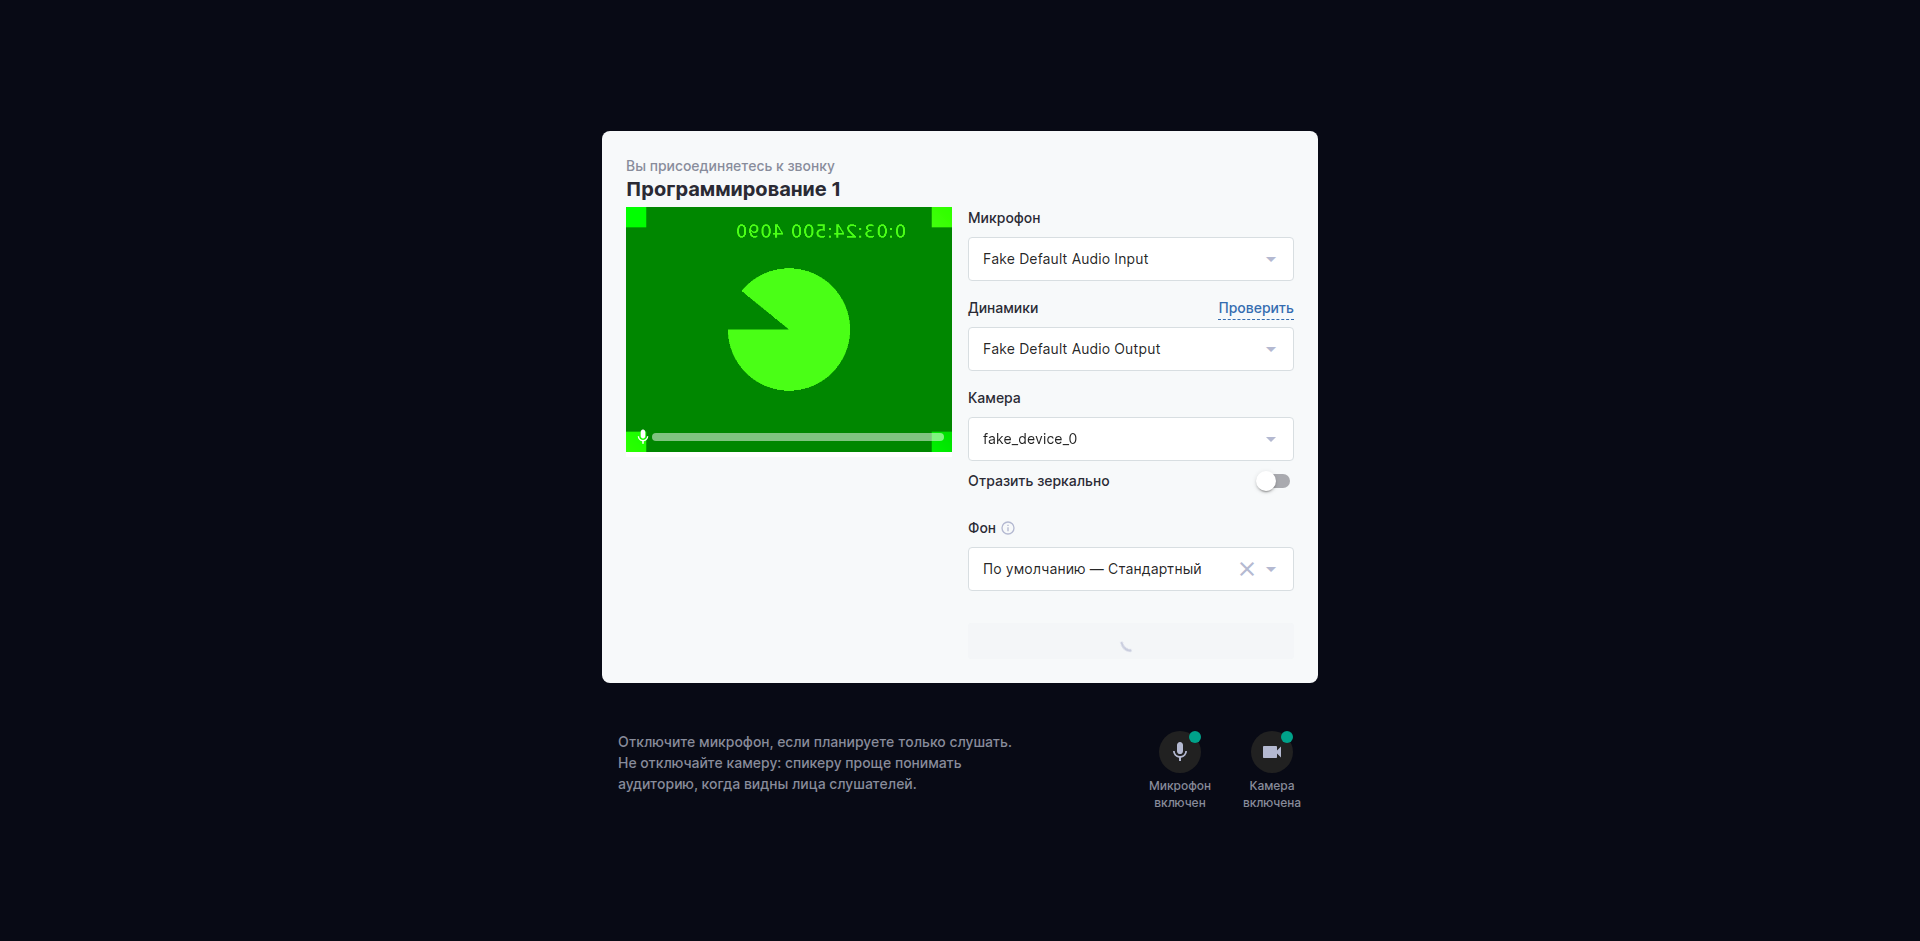 Вы присоединяетесь к звонку
Программирование 1
0:03:24:500 4090
Микрофон
Fake Default Audio Input
Динамики
Проверить
Fake Default Audio Output
Камера
fake_device_0
Отразить зеркально
Фон
По умолчанию — Стандартный
Отключите микрофон, если планируете только слушать.
Не отключайте камеру: спикеру проще понимать
аудиторию, когда видны лица слушателей.
Микрофон
включен
Камера
включена